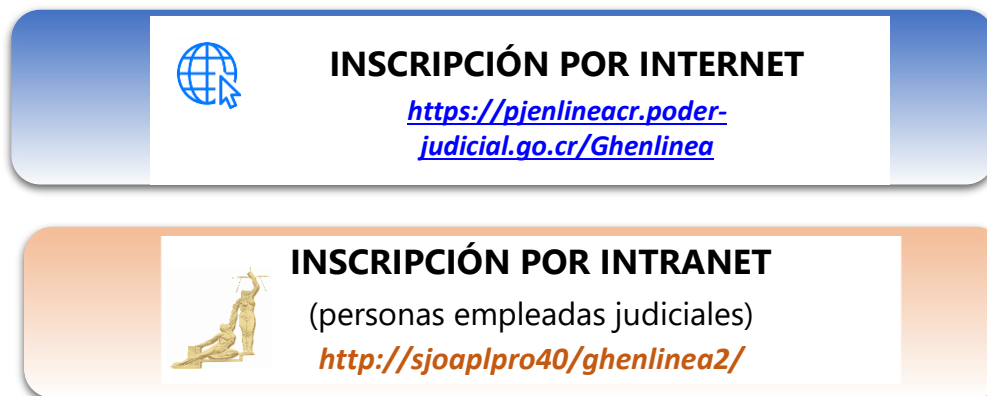 INSCRIPCIÓN POR INTERNET
https://pjenlineacr.poder-
judicial.go.cr/Ghenlinea
INSCRIPCIÓN POR INTRANET
(personas empleadas judiciales)
http://sjoaplpro40/ghenlinea2/